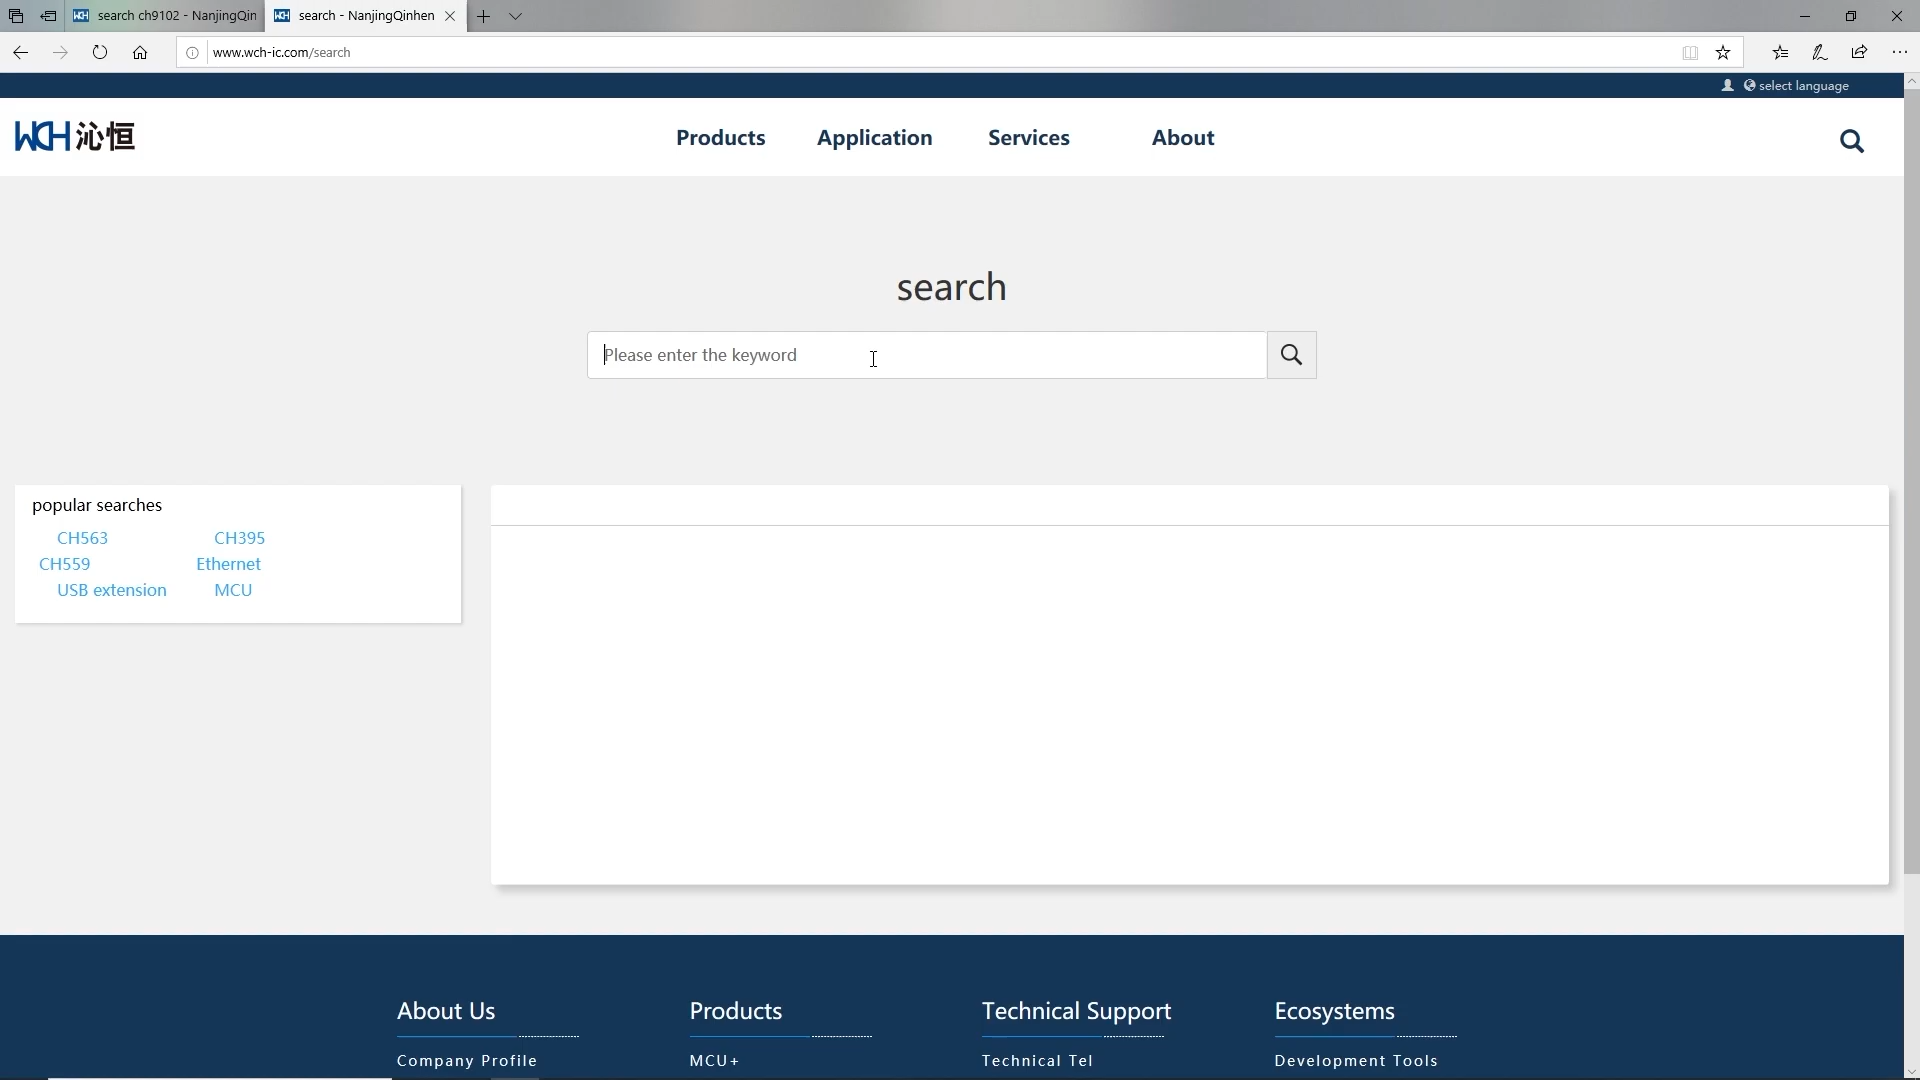 search ch9102 - NanjingQin
search - NanjingQinhen
www.wch-ic.com/search
select language
WCH 沁恒
Products Application Services About
search
Please enter the keyword
popular searches
CH563 CH395
CH559 Ethernet
USB extension MCU
About Us Products Technical Support Ecosystems
Company Profile MCU+ Technical Tel Development Tools